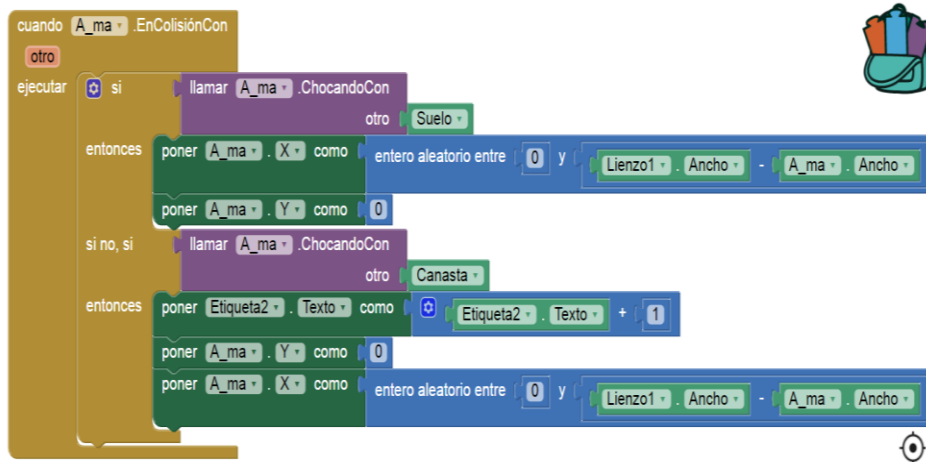 cuando A_ma .EnColisiónCon
otro
ejecutar si llamar A_ma .ChocandoCon
otro Suelo
entonces poner A_ma . X como entero aleatorio entre 0 y Lienzo1 . Ancho - A_ma . Ancho
poner A_ma . Y como 0
si no, si llamar A_ma .ChocandoCon
otro Canasta
entonces poner Etiqueta2 . Texto como Etiqueta2 . Texto + 1
poner A_ma . Y como 0
poner A_ma . X como entero aleatorio entre 0 y Lienzo1 . Ancho - A_ma . Ancho